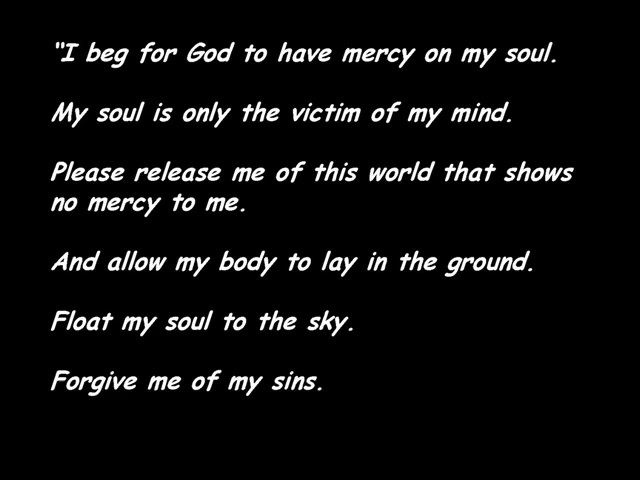 “I beg for God to have mercy on my soul.
My soul is only the victim of my mind.
Please release me of this world that shows
no mercy to me.
And allow my body to lay in the ground.
Float my soul to the sky.
Forgive me of my sins.